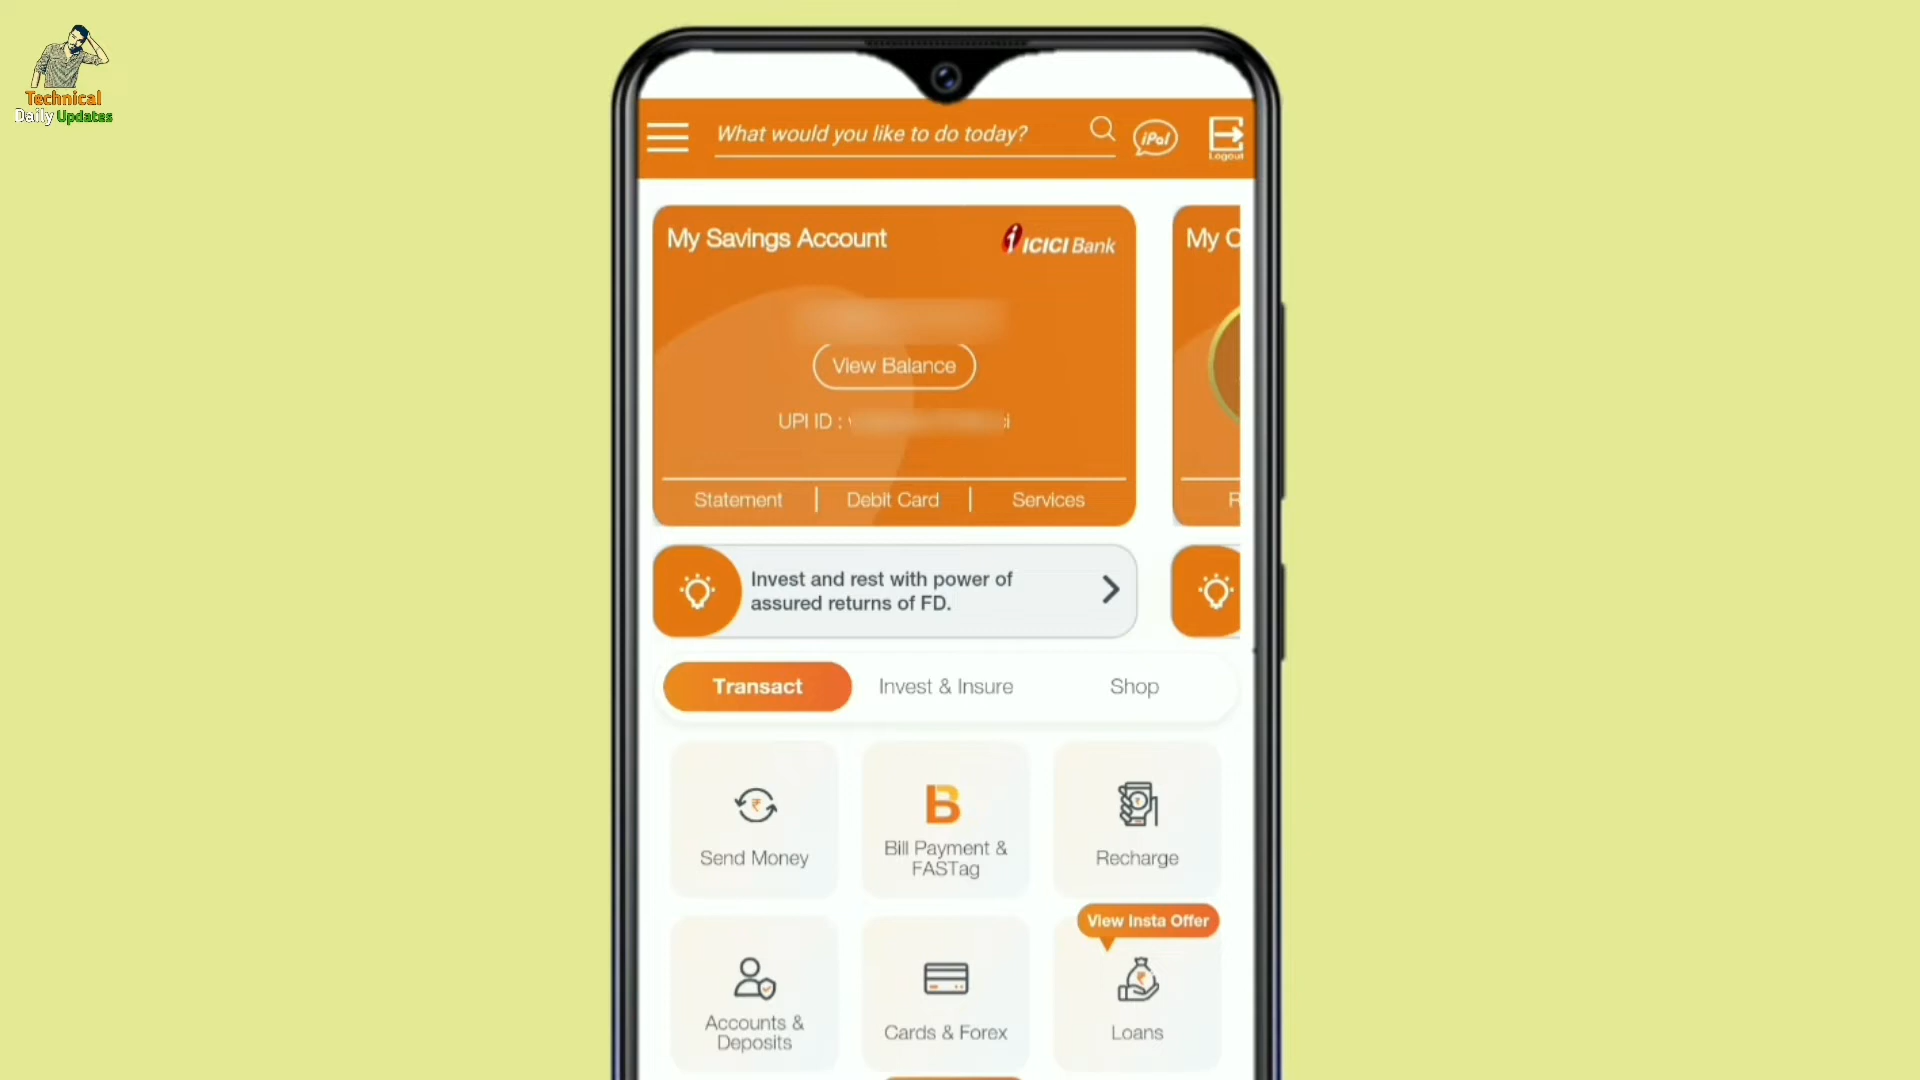 Technical
Daily Updates
What would you like to do today?
iPal
Logout
My Savings Account
ICICI Bank
My C
View Balance
UPI ID :
Statement
Debit Card
Services
Invest and rest with power of
assured returns of FD.
Transact
Invest & Insure
Shop
Send Money
B
Bill Payment &
FASTag
Recharge
View Insta Offer
Accounts &
Deposits
Cards & Forex
Loans